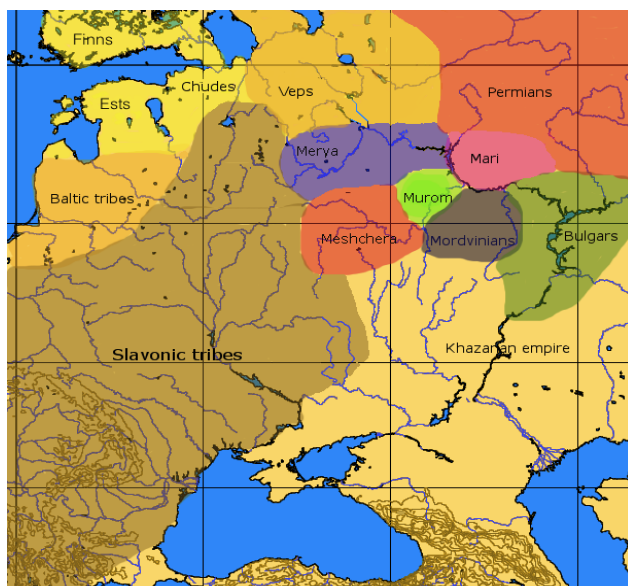 Finns
Chudes
Veps
Permians
Ests
Merya
Mari
Baltic tribes
Murom
Meshchera
Mordvinians
Bulgars
Slavonic tribes
Khazarian empire